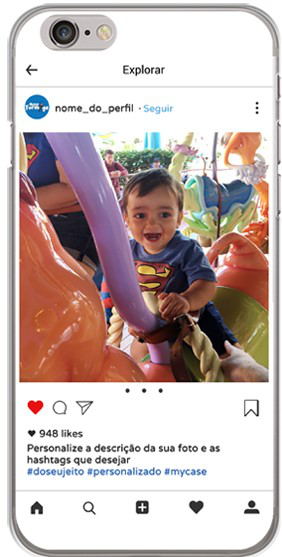 Explorar
nome_do_perfil • Seguir
948 likes
Personalize a descrição da sua foto e as
hashtags que desejar
#doseujeito #personalizado #mycase